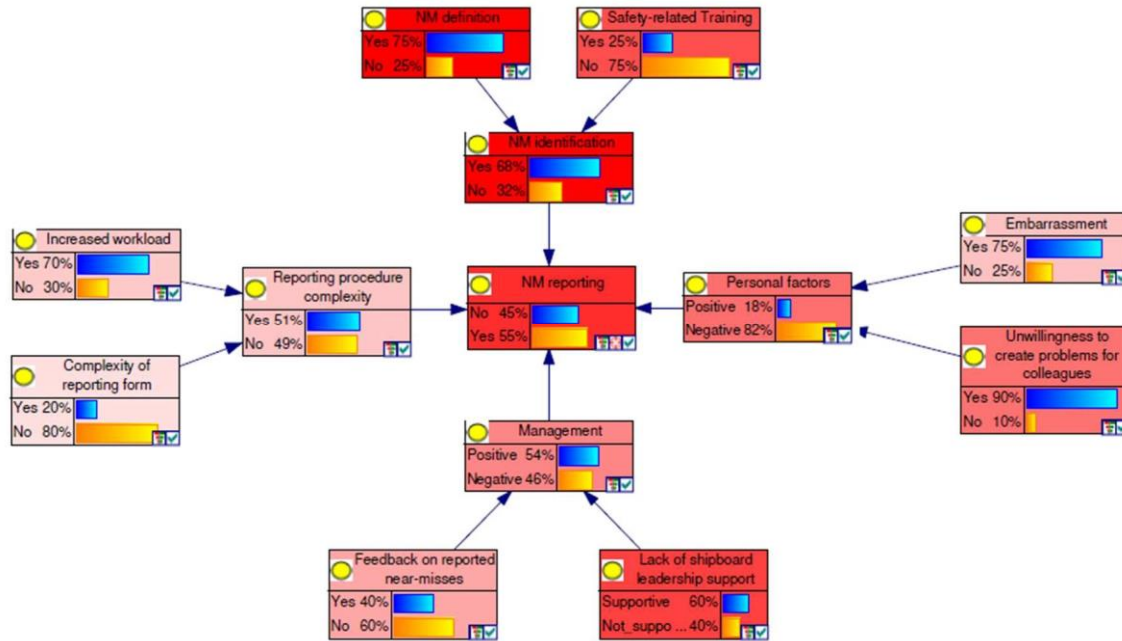 NM definition
Yes 75%
No 25%
Safety-related Training
Yes 25%
No 75%
NM identification
Yes 68%
No 32%
Increased workload
Yes 70%
No 30%
Reporting procedure
complexity
Yes 51%
No 49%
NM reporting
No 45%
Yes 55%
Personal factors
Positive 18%
Negative 82%
Embarrassment
Yes 75%
No 25%
Complexity of
reporting form
Yes 20%
No 80%
Unwillingness to
create problems for
colleagues
Yes 90%
No 10%
Management
Positive 54%
Negative 46%
Feedback on reported
near-misses
Yes 40%
No 60%
Lack of shipboard
leadership support
Supportive 60%
Not_suppo ... 40%